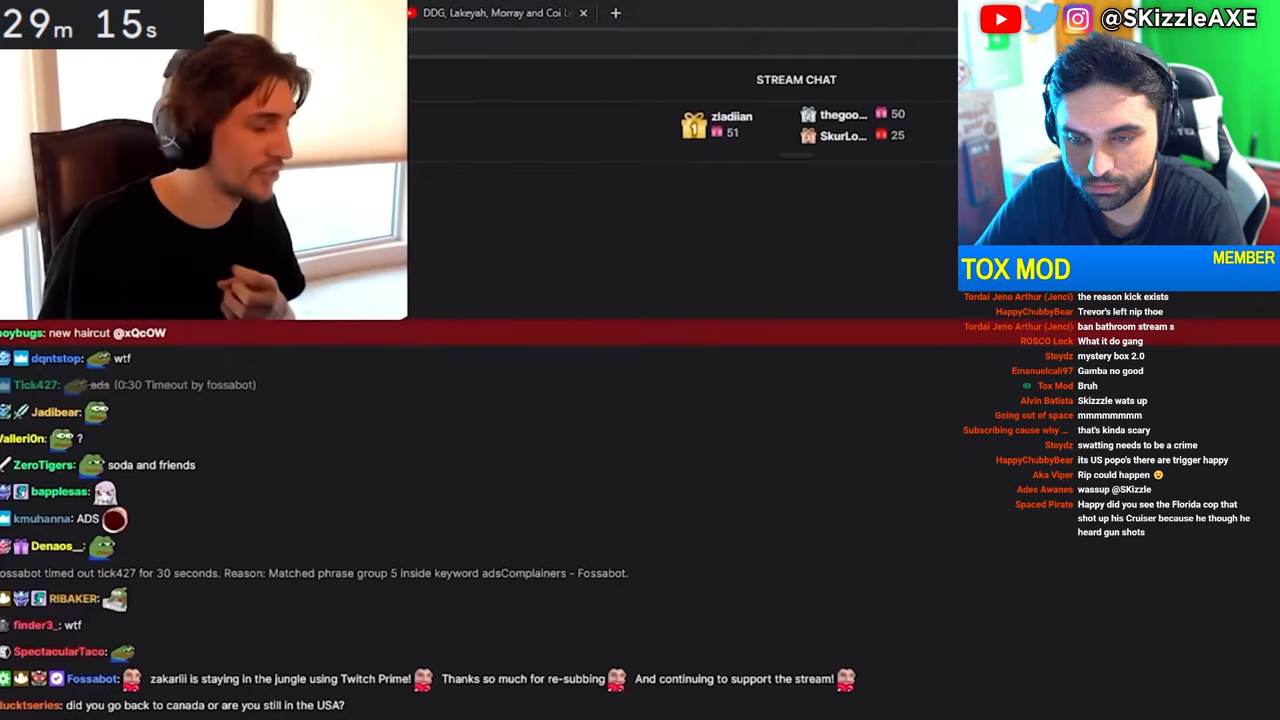 29m 15s
DDG, Lakeyah, Morray and Coi L
@SKizzleAXE
STREAM CHAT
zladiian
51
thegoo... 50
SkurLo... 25
1
TOX MOD
MEMBER
boybugs: new haircut @xQcOW
dqntstop: wtf
Tick427: ads (0:30 Timeout by fossabot)
Jadibear:
ValleriOn: ?
ZeroTigers: soda and friends
bapplesas:
kmuhanna: ADS
Denaos__:
ossabot timed out tick427 for 30 seconds. Reason: Matched phrase group 5 inside keyword adsComplainers - Fossabot.
RIBAKER:
finder3_: wtf
SpectacularTaco:
Fossabot: zakariii is staying in the jungle using Twitch Prime! Thanks so much for re-subbing And continuing to support the stream!
ducktseries: did you go back to canada or are you still in the USA?
Tordai Jeno Arthur (Jenci) the reason kick exists
HappyChubbyBear Trevor's left nip thoe
Tordai Jeno Arthur (Jenci) ban bathroom stream s
ROSCO Lock What it do gang
Stoydz mystery box 2.0
Emanuelcali97 Gamba no good
Tox Mod Bruh
Alvin Batista Skizzzle wats up
Going out of space mmmmmmmm
Subscribing cause why ... that's kinda scary
Stoydz swatting needs to be a crime
HappyChubbyBear its US popo's there are trigger happy
Aka Viper Rip could happen 😮
Ades Awanes wassup @SKizzle
Spaced Pirate Happy did you see the Florida cop that
shot up his Cruiser because he though he
heard gun shots